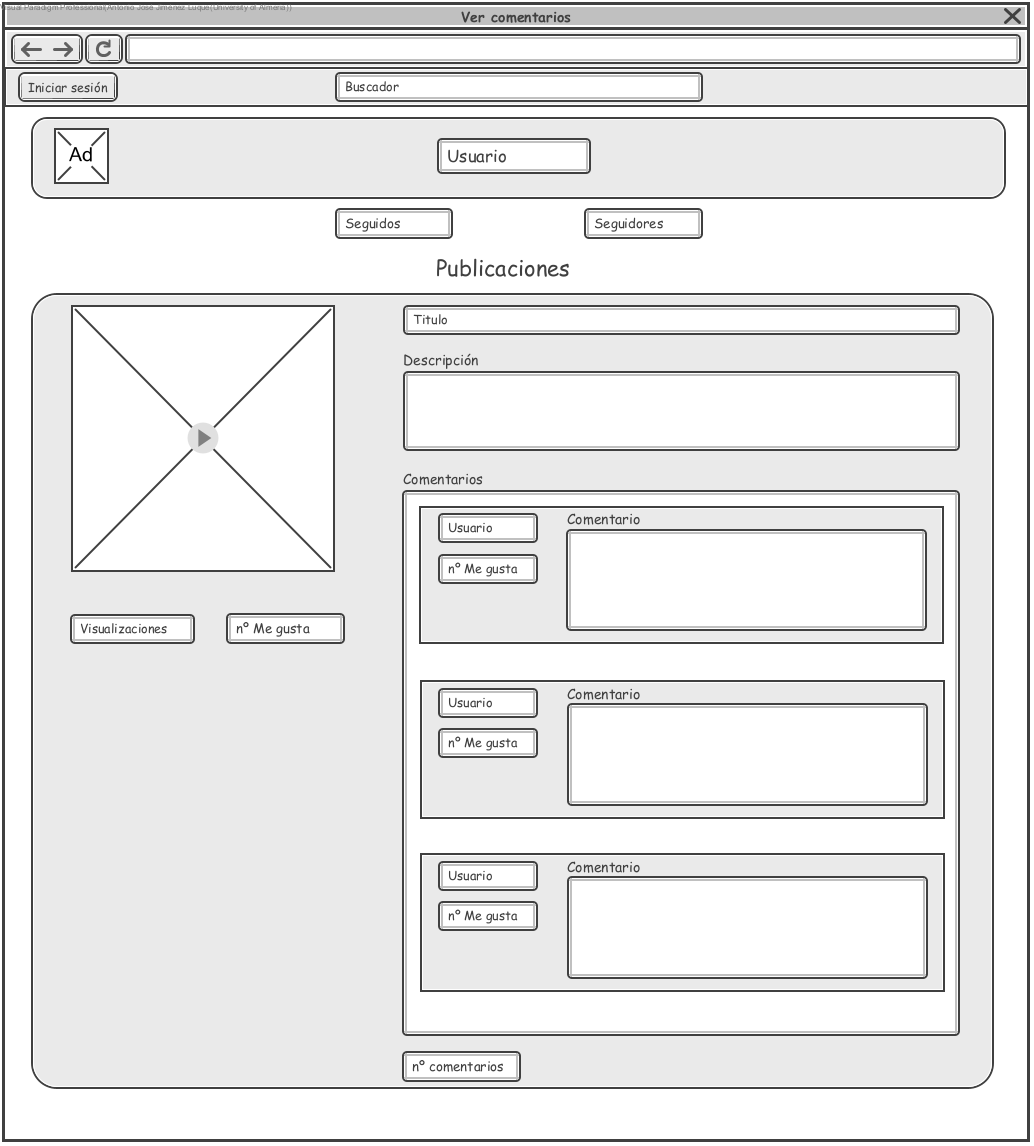 Visual Paradigm Professional(Antonio José Jiménez Luque(University of Almeria))
Ver comentarios
Iniciar sesión
Buscador
Ad
Usuario
Seguidos
Seguidores
Publicaciones
Titulo
Descripción
Comentarios
Usuario
Comentario
nº Me gusta
Visualizaciones
nº Me gusta
Usuario
Comentario
nº Me gusta
Usuario
Comentario
nº Me gusta
nº comentarios